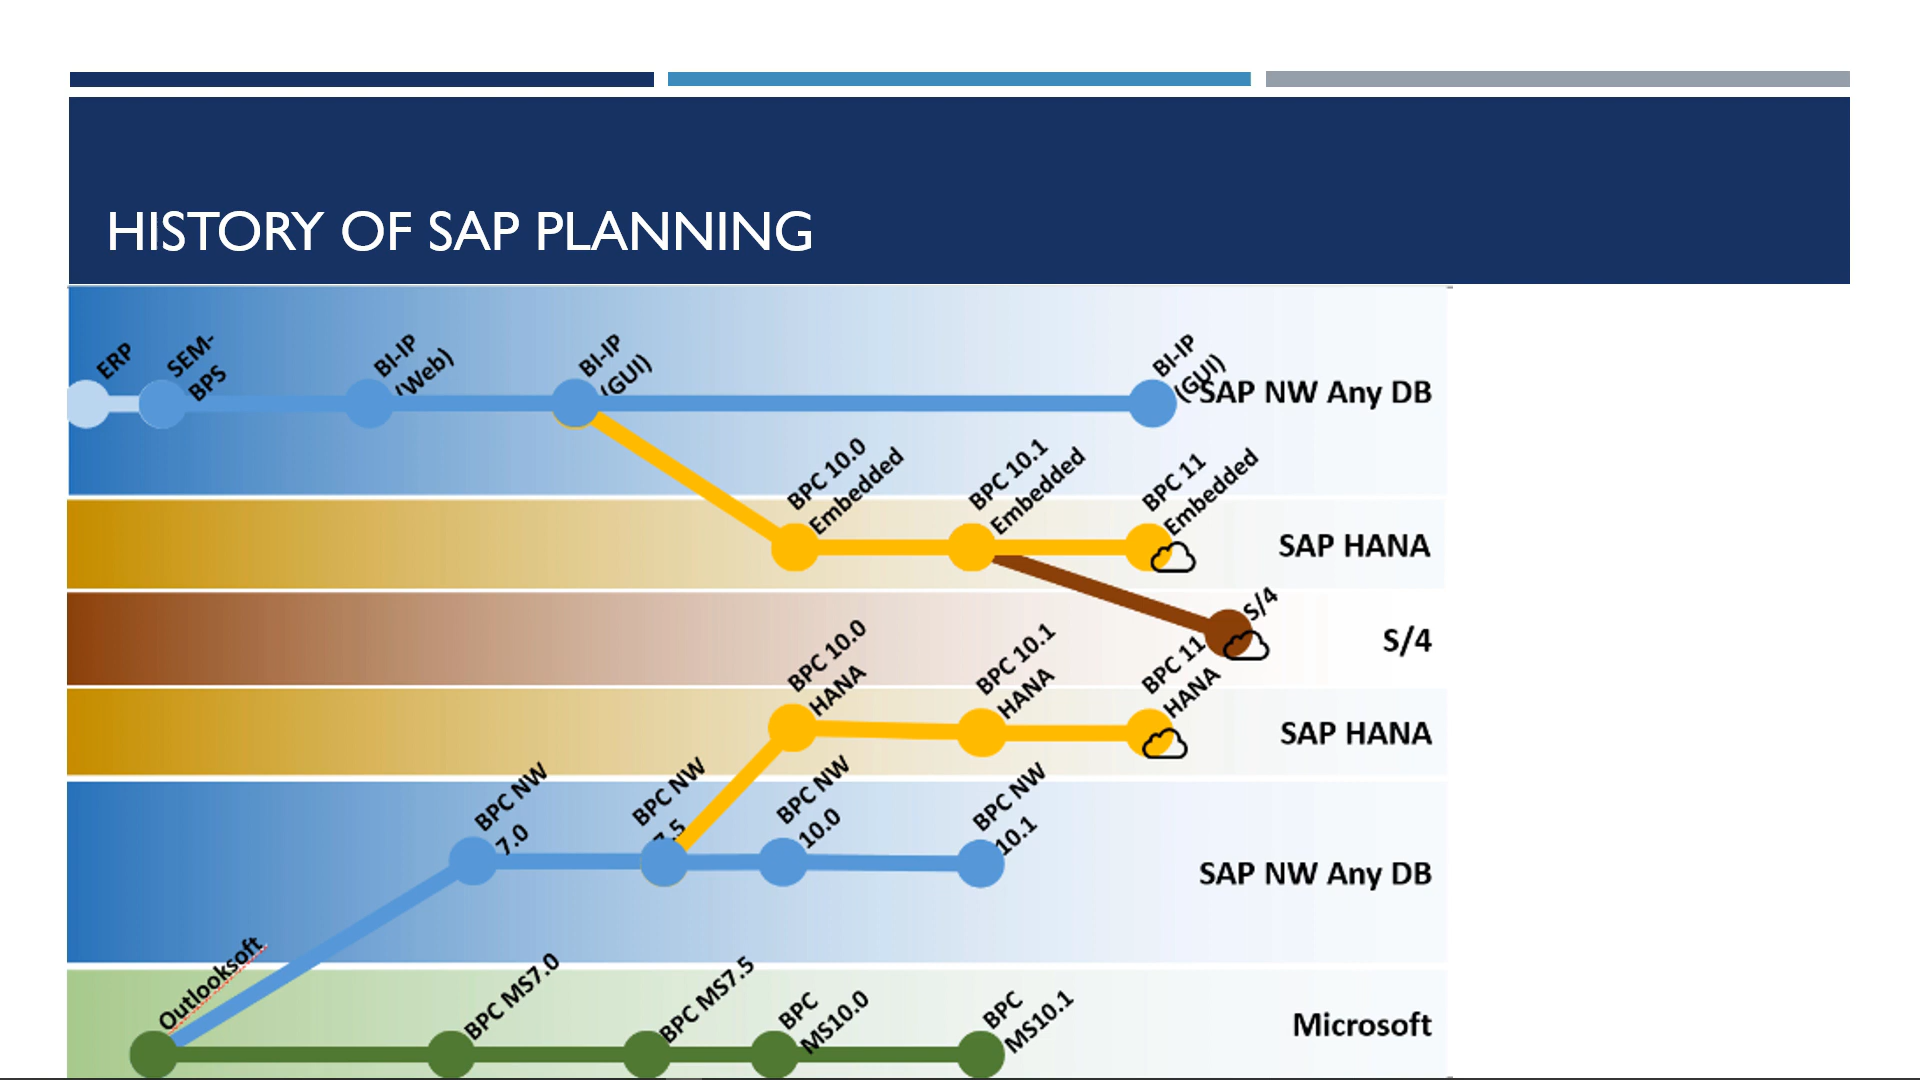 HISTORY OF SAP PLANNING
ERP
SEM-
BPS
BI-IP
(Web)
BI-IP
(GUI)
BI-IP
(GUI)
SAP NW Any DB
BPC 10.0
Embedded
BPC 10.1
Embedded
BPC 11
Embedded
SAP HANA
S/4
S/4
BPC 10.0
HANA
BPC 10.1
HANA
BPC 11
HANA
SAP HANA
BPC NW
7.0
BPC NW
7.5
BPC NW
10.0
BPC NW
10.1
SAP NW Any DB
Outlooksoft
BPC MS7.0
BPC MS7.5
BPC
MS10.0
BPC
MS10.1
Microsoft